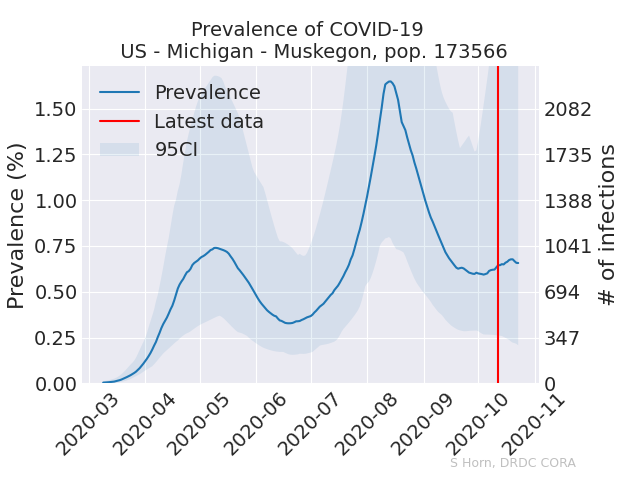 Prevalence of COVID-19
US - Michigan - Muskegon, pop. 173566
Prevalence
Latest data
95CI
Prevalence (%)
1.50
1.25
1.00
0.75
0.50
0.25
0.00
2082
1735
1388
1041
694
347
0
# of infections
2020-03
2020-04
2020-05
2020-06
2020-07
2020-08
2020-09
2020-10
2020-11
S Horn, DRDC CORA